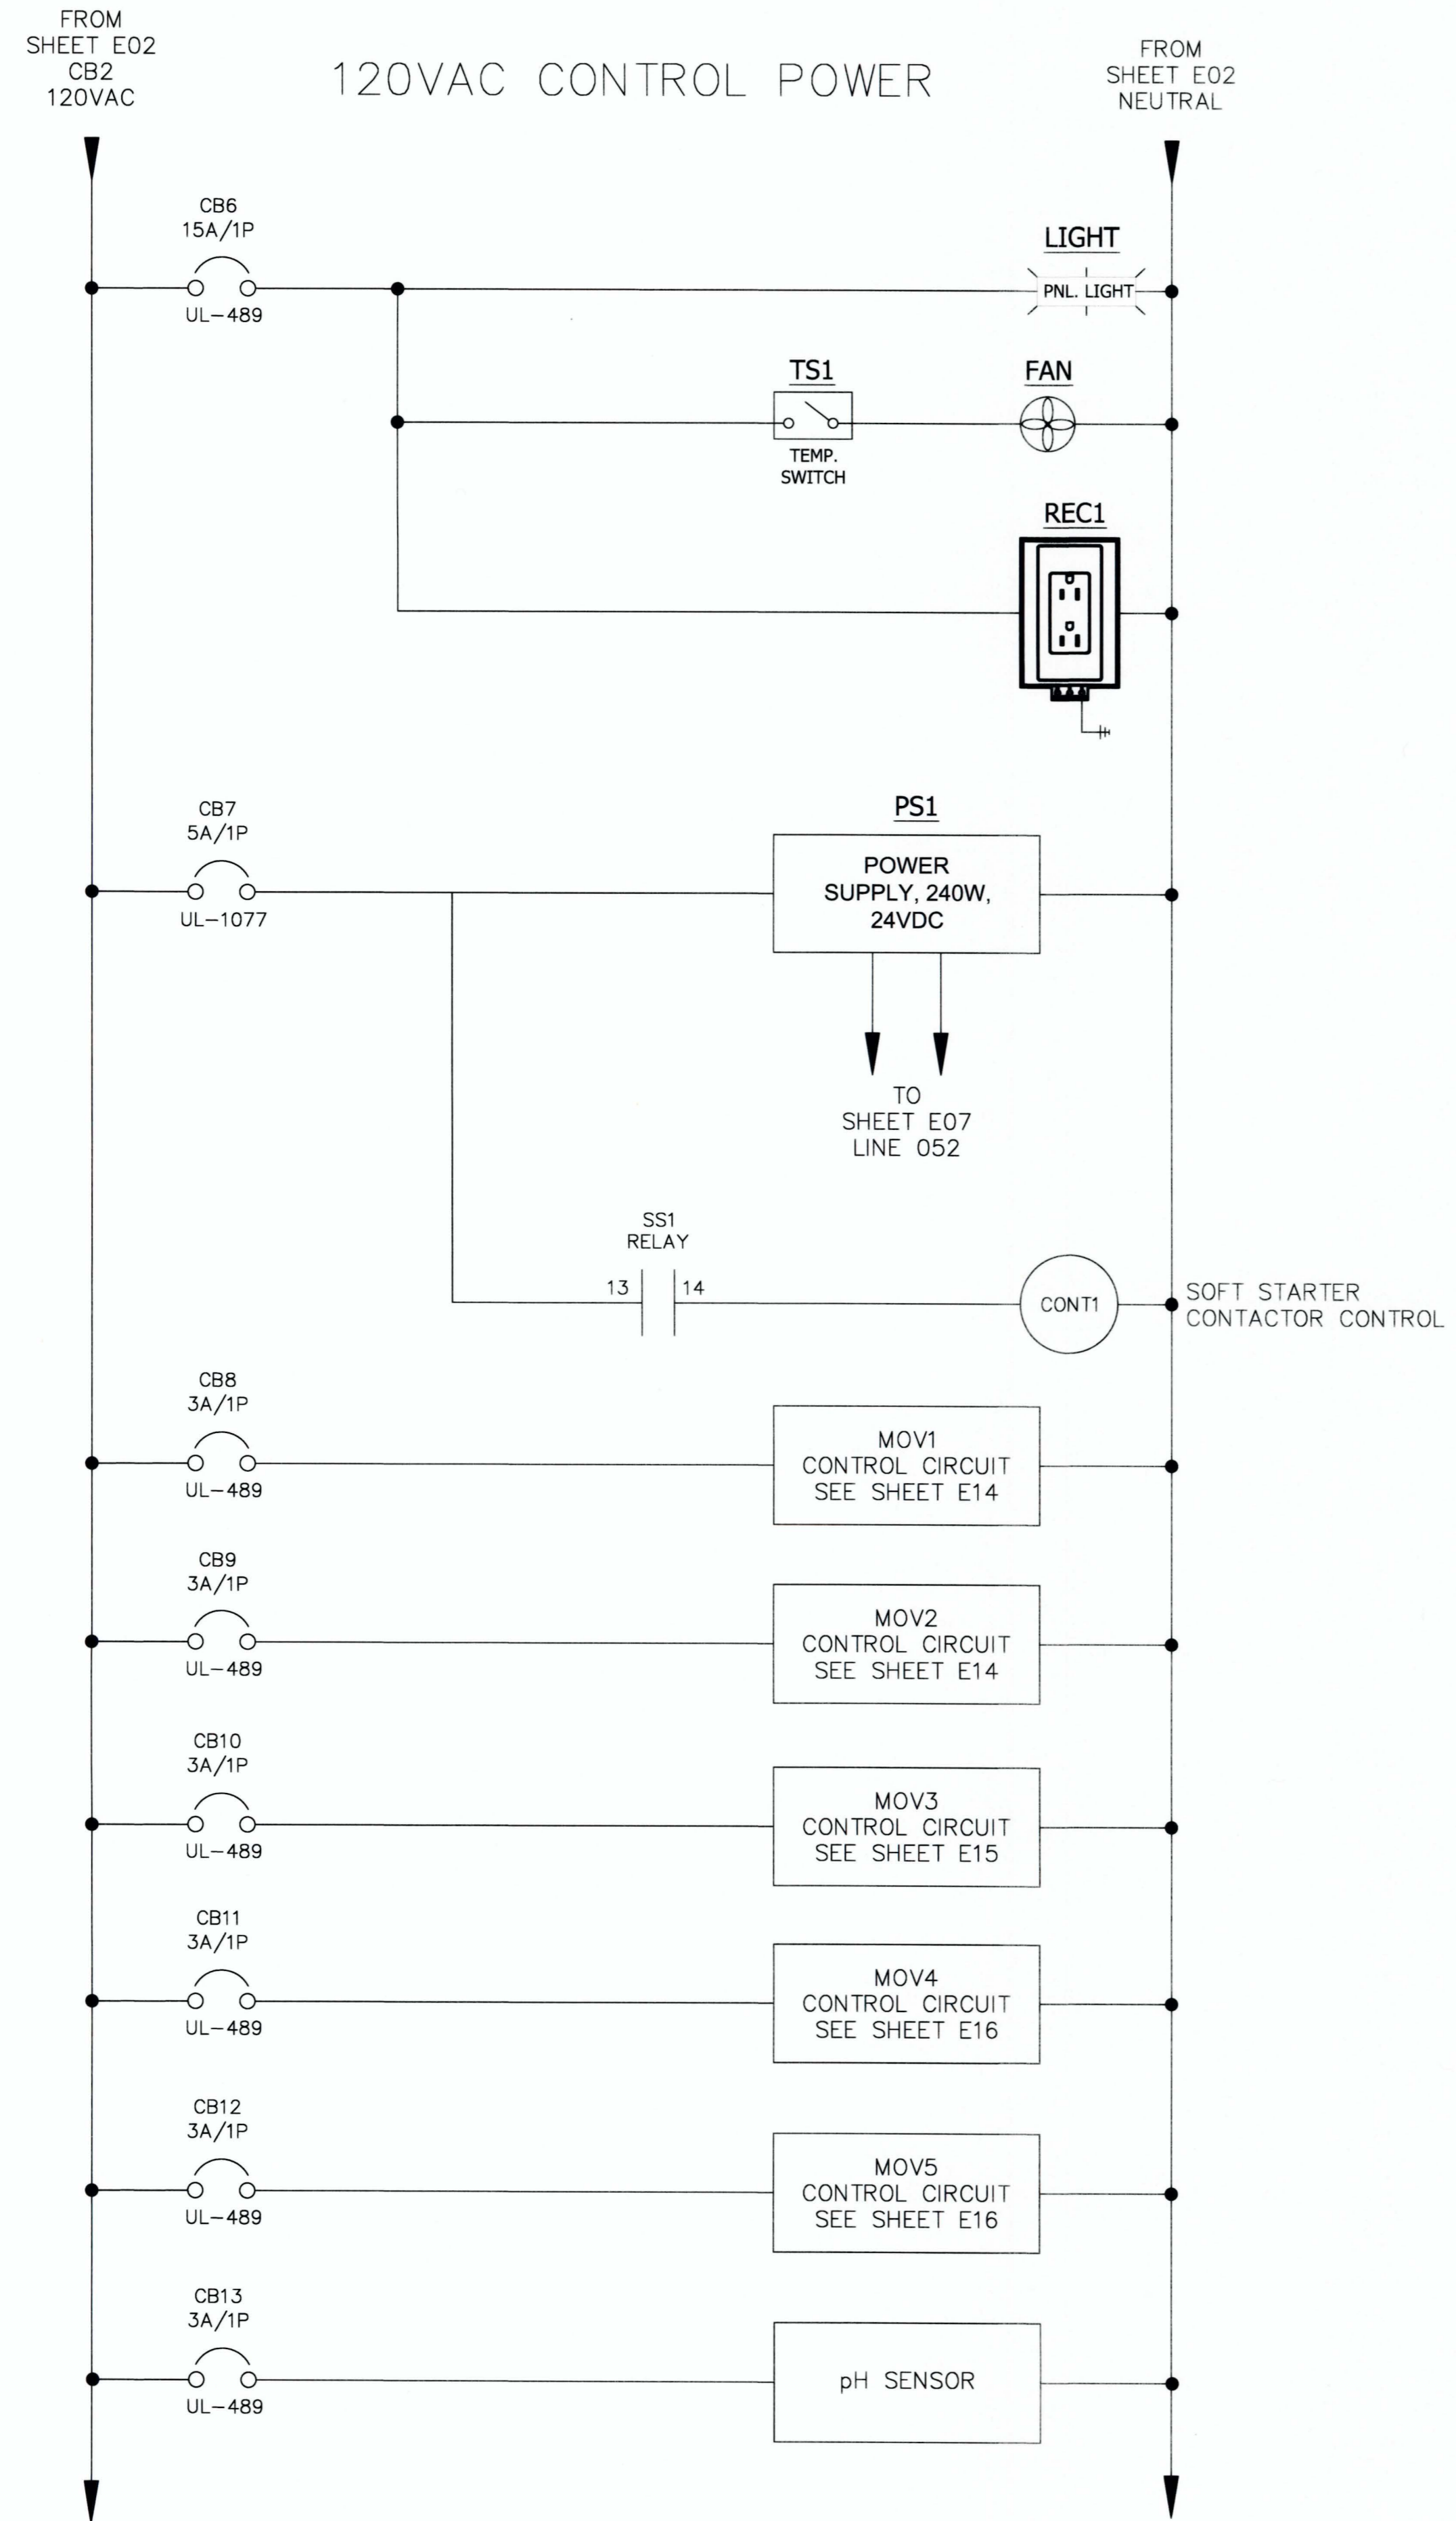 FROM
SHEET E02
CB2
120VAC
120VAC CONTROL POWER
FROM
SHEET E02
NEUTRAL
CB6
15A/1P
UL-489
LIGHT
PNL. LIGHT
TS1
TEMP.
SWITCH
FAN
REC1
CB7
5A/1P
UL-1077
PS1
POWER
SUPPLY, 240W,
24VDC
TO
SHEET E07
LINE 052
SS1
RELAY
13
14
CONT1
SOFT STARTER
CONTACTOR CONTROL
CB8
3A/1P
UL-489
MOV1
CONTROL CIRCUIT
SEE SHEET E14
CB9
3A/1P
UL-489
MOV2
CONTROL CIRCUIT
SEE SHEET E14
CB10
3A/1P
UL-489
MOV3
CONTROL CIRCUIT
SEE SHEET E15
CB11
3A/1P
UL-489
MOV4
CONTROL CIRCUIT
SEE SHEET E16
CB12
3A/1P
UL-489
MOV5
CONTROL CIRCUIT
SEE SHEET E16
CB13
3A/1P
UL-489
pH SENSOR